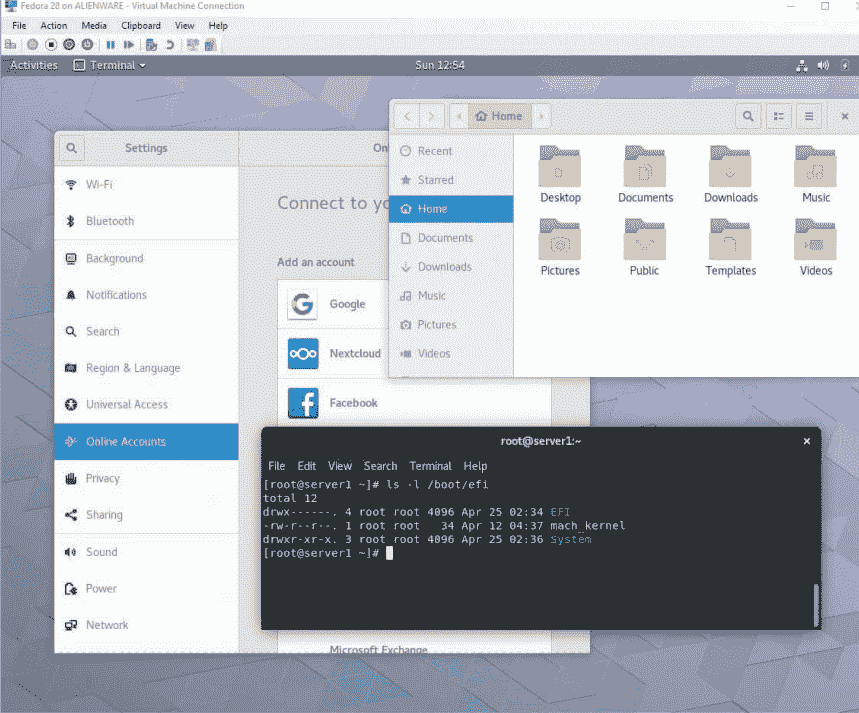 Fedora 28 on ALIENWARE - Virtual Machine Connection
File Action Media Clipboard View Help
Activities Terminal Sun 12:54
Settings
On
Wi-Fi
Bluetooth
Background
Notifications
Search
Region & Language
Universal Access
Online Accounts
Privacy
Sharing
Sound
Power
Network
Connect to yo
Add an account
Google
Nextcloud
Facebook
Microsoft Exchange
Home
Recent
Starred
Home
Documents
Downloads
Music
Pictures
Videos
Desktop Documents Downloads Music
Pictures Public Templates Videos
root@server1:~
File Edit View Search Terminal Help
[root@server1 ~]# ls -l /boot/efi
total 12
drwx------. 4 root root 4096 Apr 25 02:34 EFI
-rw-r--r--. 1 root root   34 Apr 12 04:37 mach_kernel
drwxr-xr-x. 3 root root 4096 Apr 25 02:36 System
[root@server1 ~]#